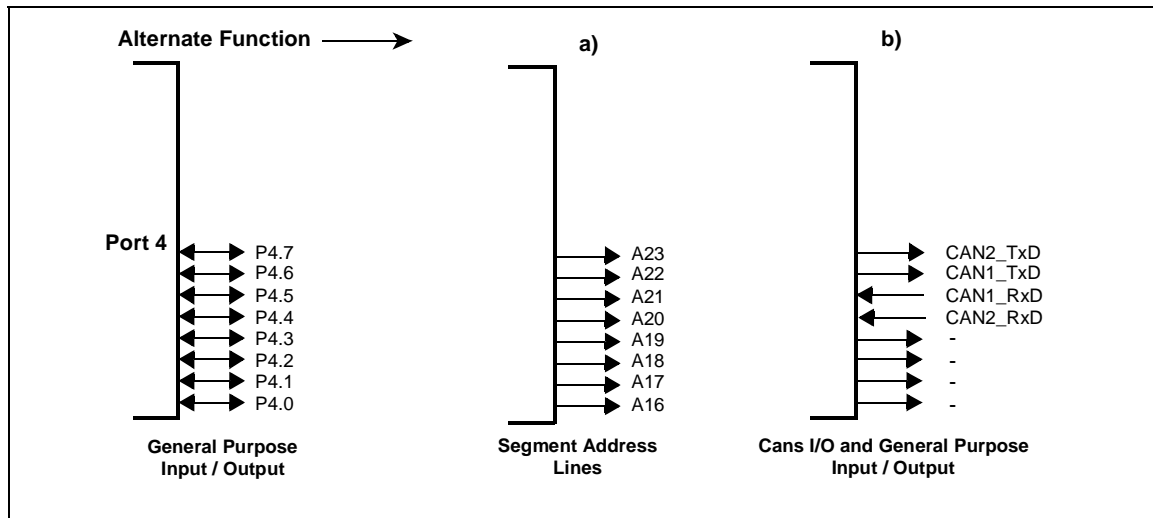 Alternate Function
a)
b)
Port 4
P4.7
P4.6
P4.5
P4.4
P4.3
P4.2
P4.1
P4.0
General Purpose
Input / Output
A23
A22
A21
A20
A19
A18
A17
A16
Segment Address
Lines
CAN2_TxD
CAN1_TxD
CAN1_RxD
CAN2_RxD
-
-
-
-
Cans I/O and General Purpose
Input / Output